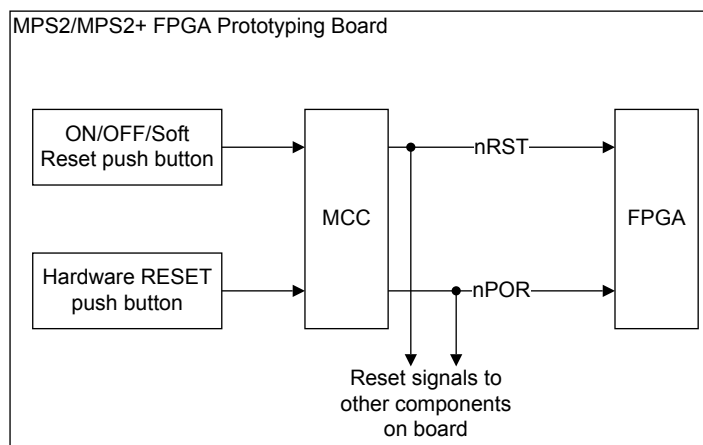 MPS2/MPS2+ FPGA Prototyping Board
ON/OFF/Soft
Reset push button
Hardware RESET
push button
MCC
nRST
nPOR
FPGA
Reset signals to
other components
on board